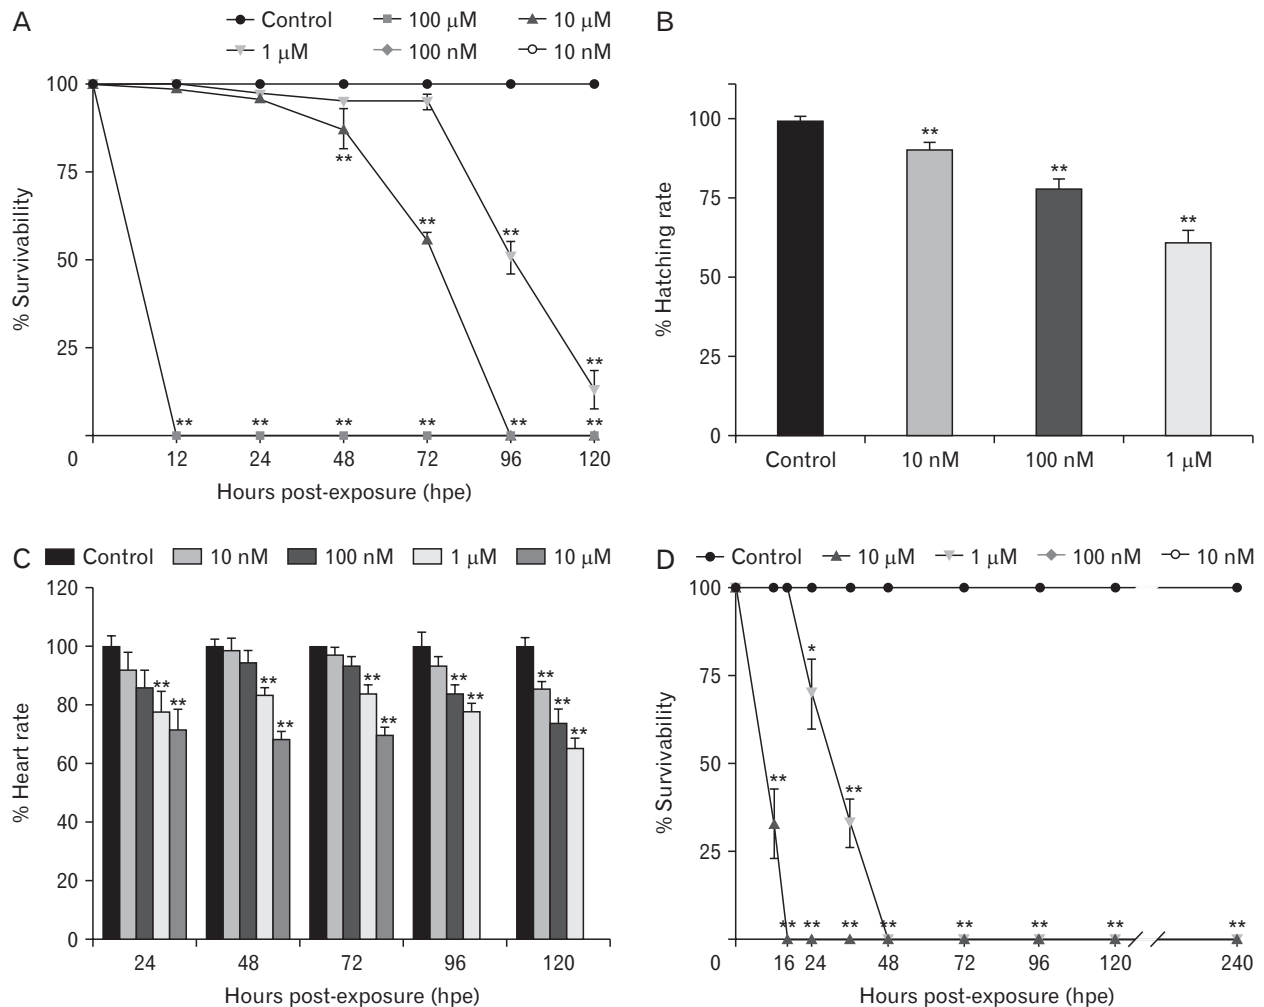 A
Control 100 μM 10 μM
1 μM 100 nM 10 nM
100
75
50
25
0
% Survivability
** ** ** ** ** **
** ** ** **
0 12 24 48 72 96 120
Hours post-exposure (hpe)
B
100
75
50
25
0
% Hatching rate
** ** **
Control 10 nM 100 nM 1 μM
C
Control 10 nM 100 nM 1 μM 10 μM
120
100
80
60
40
20
0
% Heart rate
** ** ** ** ** ** ** ** ** ** **
24 48 72 96 120
Hours post-exposure (hpe)
D
Control 10 μM 1 μM 100 nM 10 nM
100
75
50
25
% Survivability
*
** **
** ** ** ** ** ** ** **
0 16 24 48 72 96 120 240
Hours post-exposure (hpe)